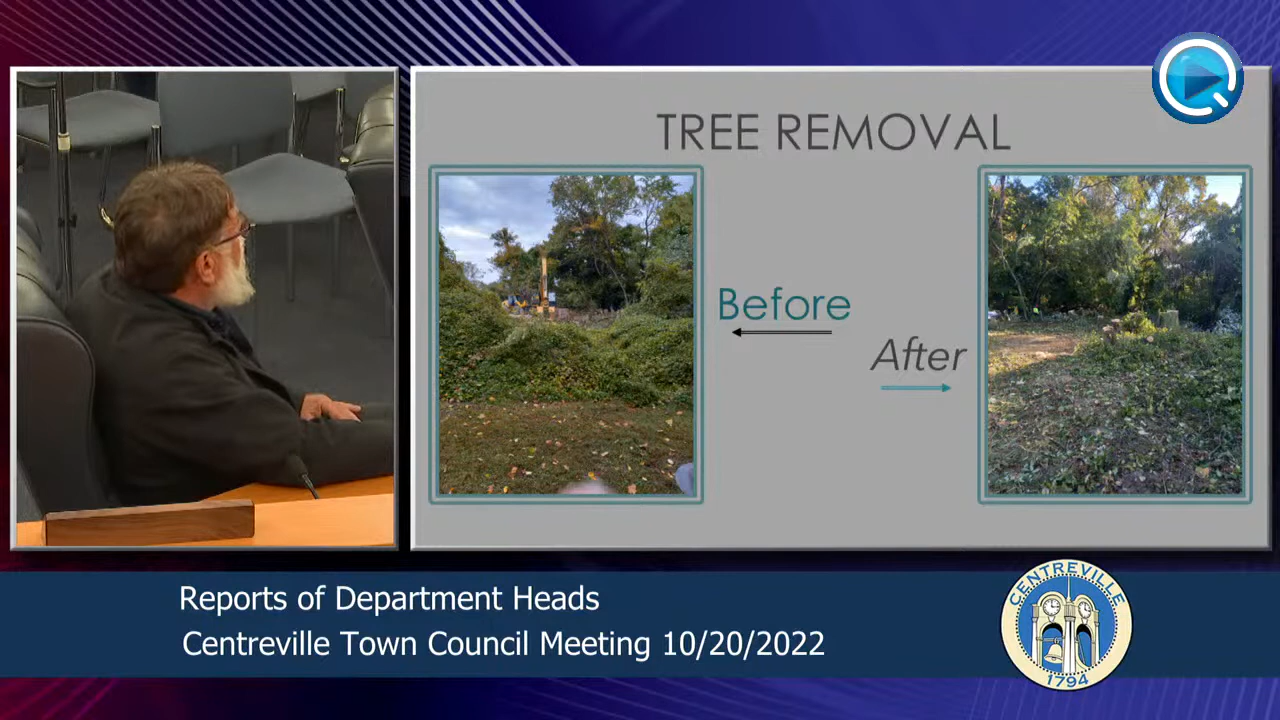 TREE REMOVAL
Before
After
Reports of Department Heads
Centreville Town Council Meeting 10/20/2022
CENTREVILLE
1794